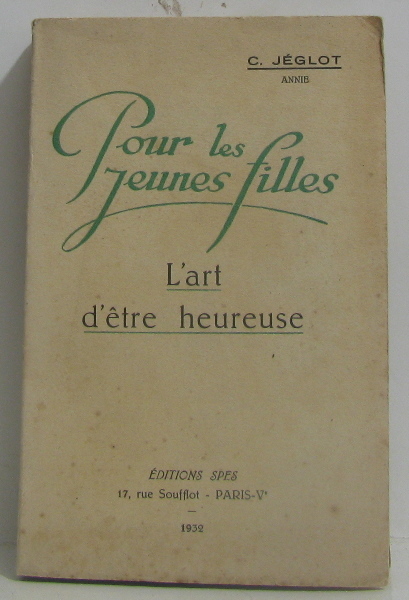 C. JÉGLOT
ANNIE
Pour les
jeunes filles
L'art
d'être heureuse
ÉDITIONS SPES
17, rue Soufflot - PARIS-Vᵉ
—
1932